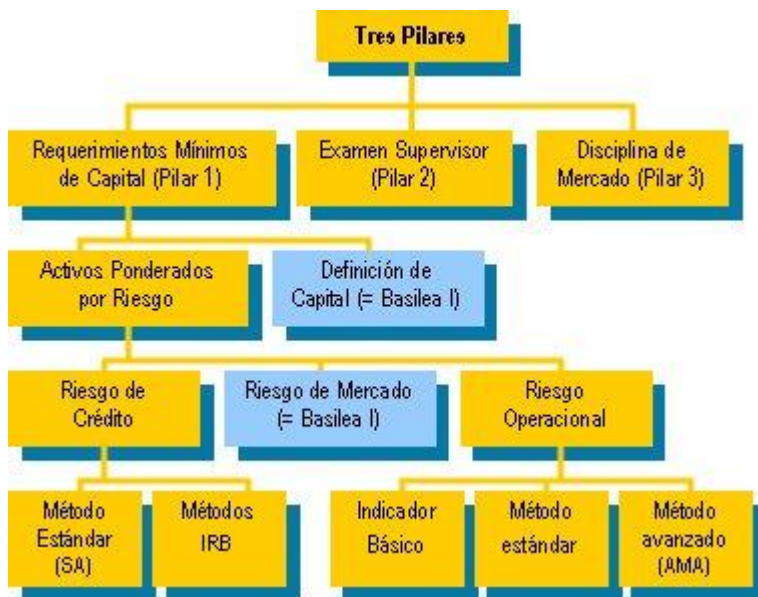 Tres Pilares
Requerimientos Mínimos
de Capital (Pilar 1)
Examen Supervisor
(Pilar 2)
Disciplina de
Mercado (Pilar 3)
Activos Ponderados
por Riesgo
Definición de
Capital (= Basilea I)
Riesgo de
Crédito
Riesgo de Mercado
(= Basilea I)
Riesgo
Operacional
Método
Estándar
(SA)
Métodos
IRB
Indicador
Básico
Método
estándar
Método
avanzado
(AMA)